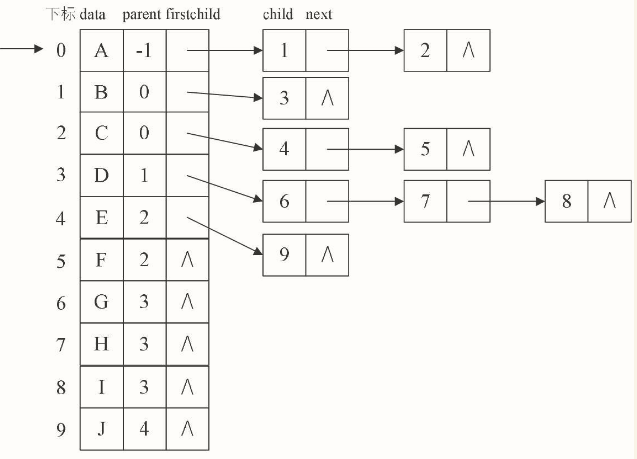 下标 data parent firstchild child next
0 A -1 1 2 Λ
1 B 0 3 Λ
2 C 0 4 5 Λ
3 D 1 6 7 8 Λ
4 E 2 9 Λ
5 F 2 Λ
6 G 3 Λ
7 H 3 Λ
8 I 3 Λ
9 J 4 Λ